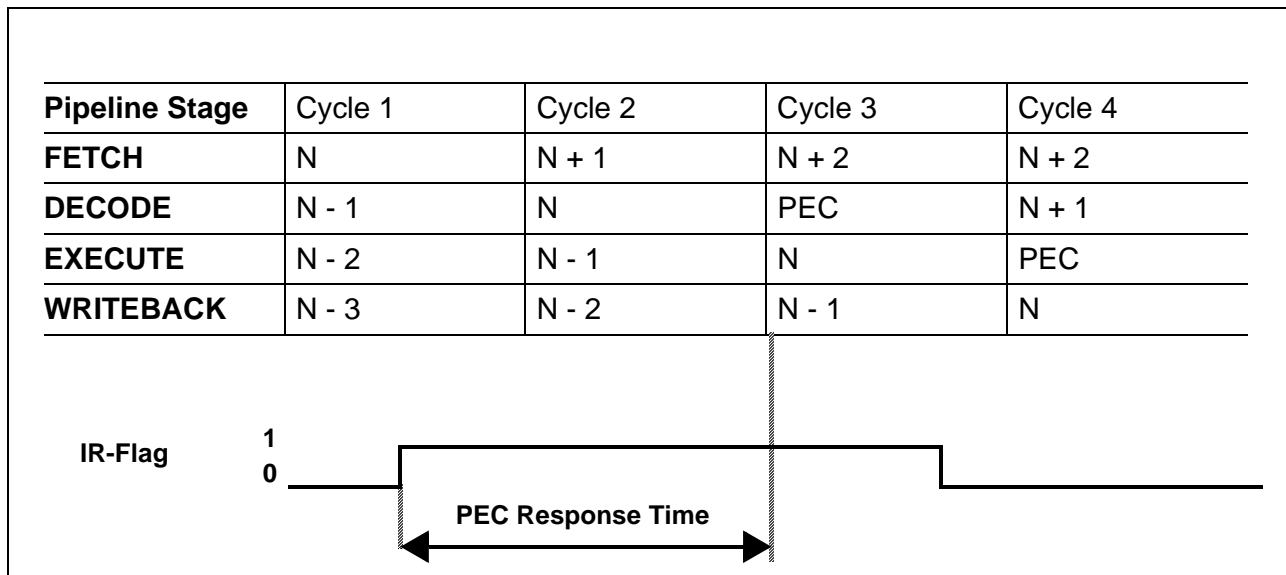 Pipeline Stage Cycle 1 Cycle 2 Cycle 3 Cycle 4
FETCH N N + 1 N + 2 N + 2
DECODE N - 1 N PEC N + 1
EXECUTE N - 2 N - 1 N PEC
WRITEBACK N - 3 N - 2 N - 1 N
IR-Flag 1
0
PEC Response Time